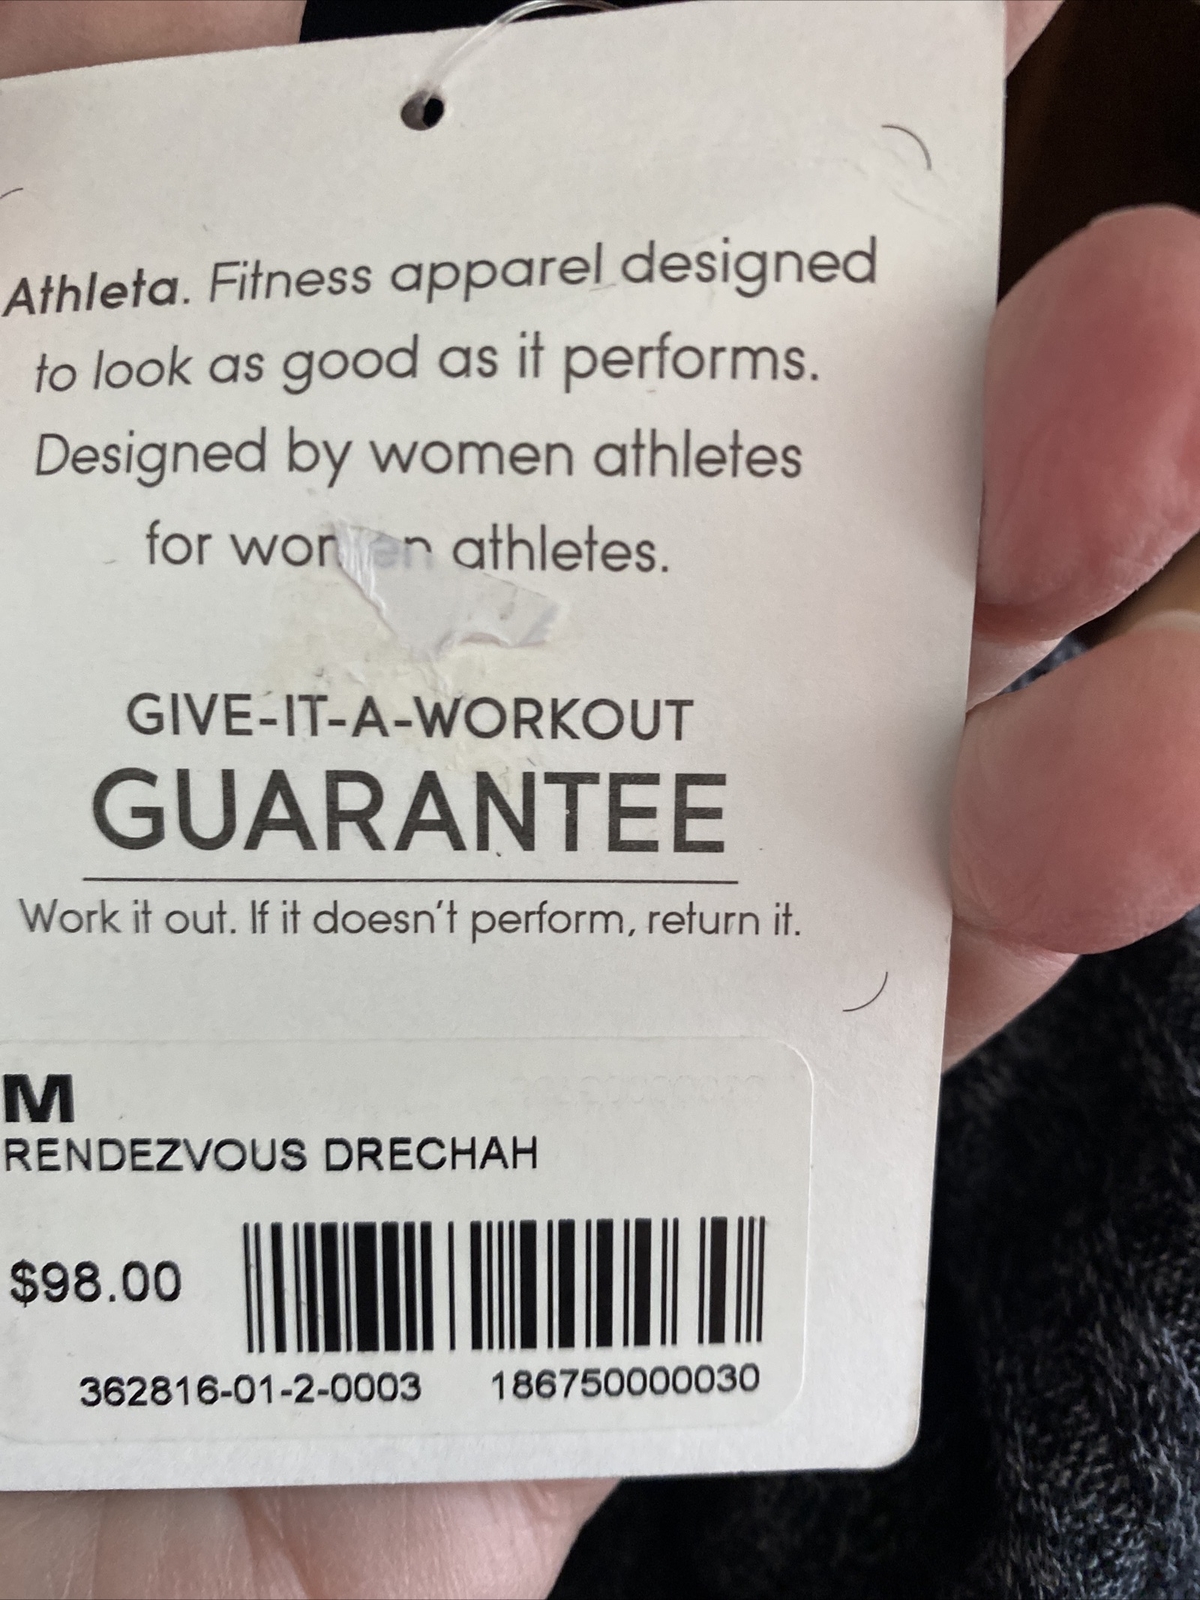 Athleta. Fitness apparel designed
to look as good as it performs.
Designed by women athletes
for women athletes.
GIVE-IT-A-WORKOUT
GUARANTEE
Work it out. If it doesn't perform, return it.
M
RENDEZVOUS DRECHAH
$98.00
362816-01-2-0003 186750000030